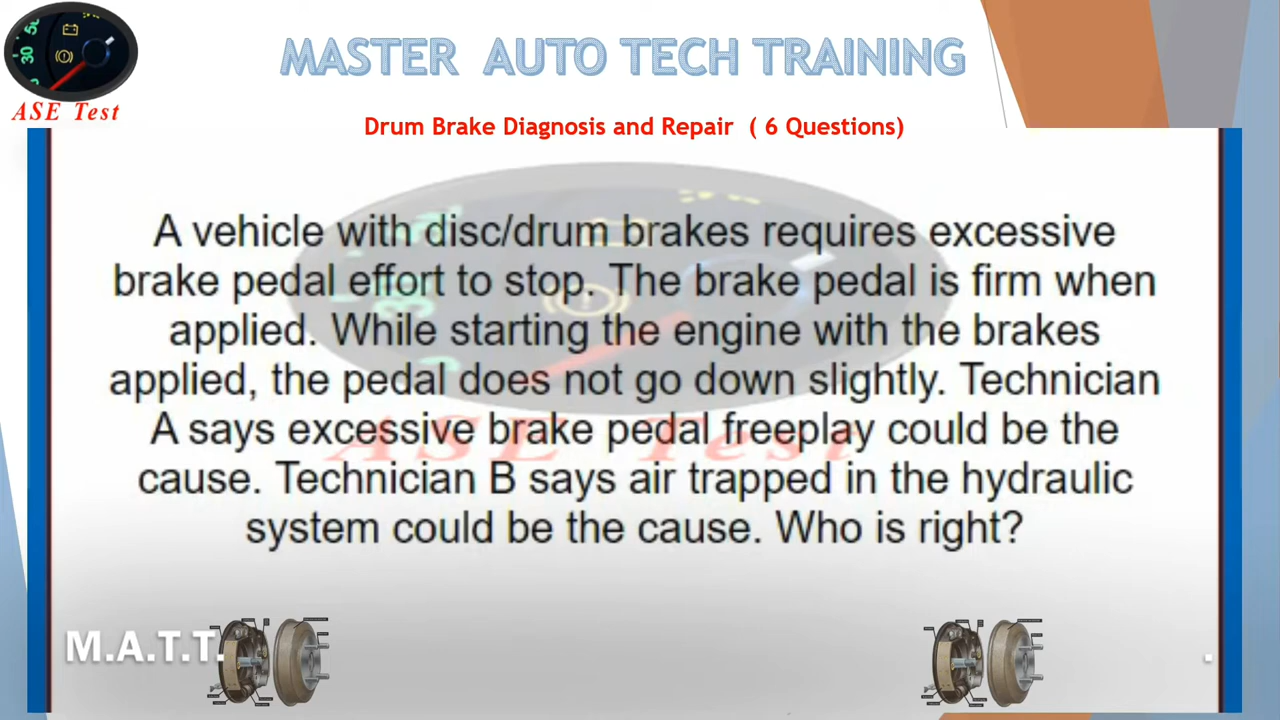 MASTER AUTO TECH TRAINING
ASE Test
Drum Brake Diagnosis and Repair ( 6 Questions)
A vehicle with disc/drum brakes requires excessive
brake pedal effort to stop. The brake pedal is firm when
applied. While starting the engine with the brakes
applied, the pedal does not go down slightly. Technician
A says excessive brake pedal freeplay could be the
cause. Technician B says air trapped in the hydraulic
system could be the cause. Who is right?
ASE Test
M.A.T.T.
.